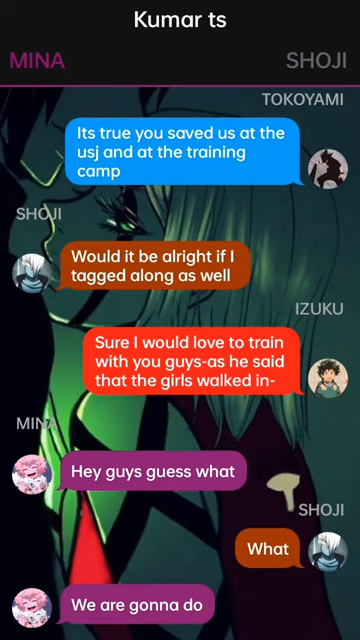 Kumar ts
MINA
SHOJI
TOKOYAMI
Its true you saved us at the
usj and at the training
camp
SHOJI
Would it be alright if I
tagged along as well
IZUKU
Sure I would love to train
with you guys-as he said
that the girls walked in-
MINA
Hey guys guess what
SHOJI
What
We are gonna do